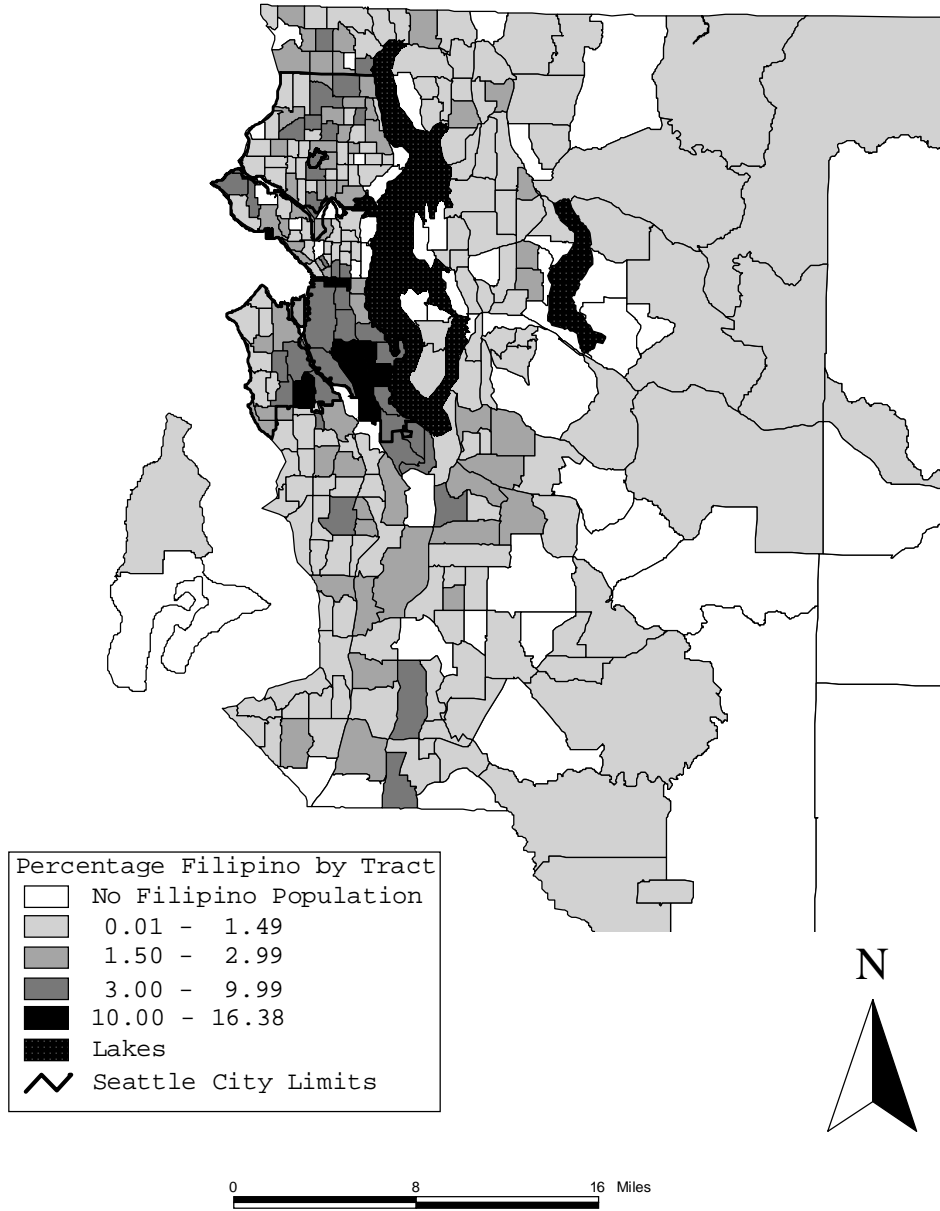 Percentage Filipino by Tract
No Filipino Population
0.01 - 1.49
1.50 - 2.99
3.00 - 9.99
10.00 - 16.38
Lakes
Seattle City Limits
N
0 8 16 Miles